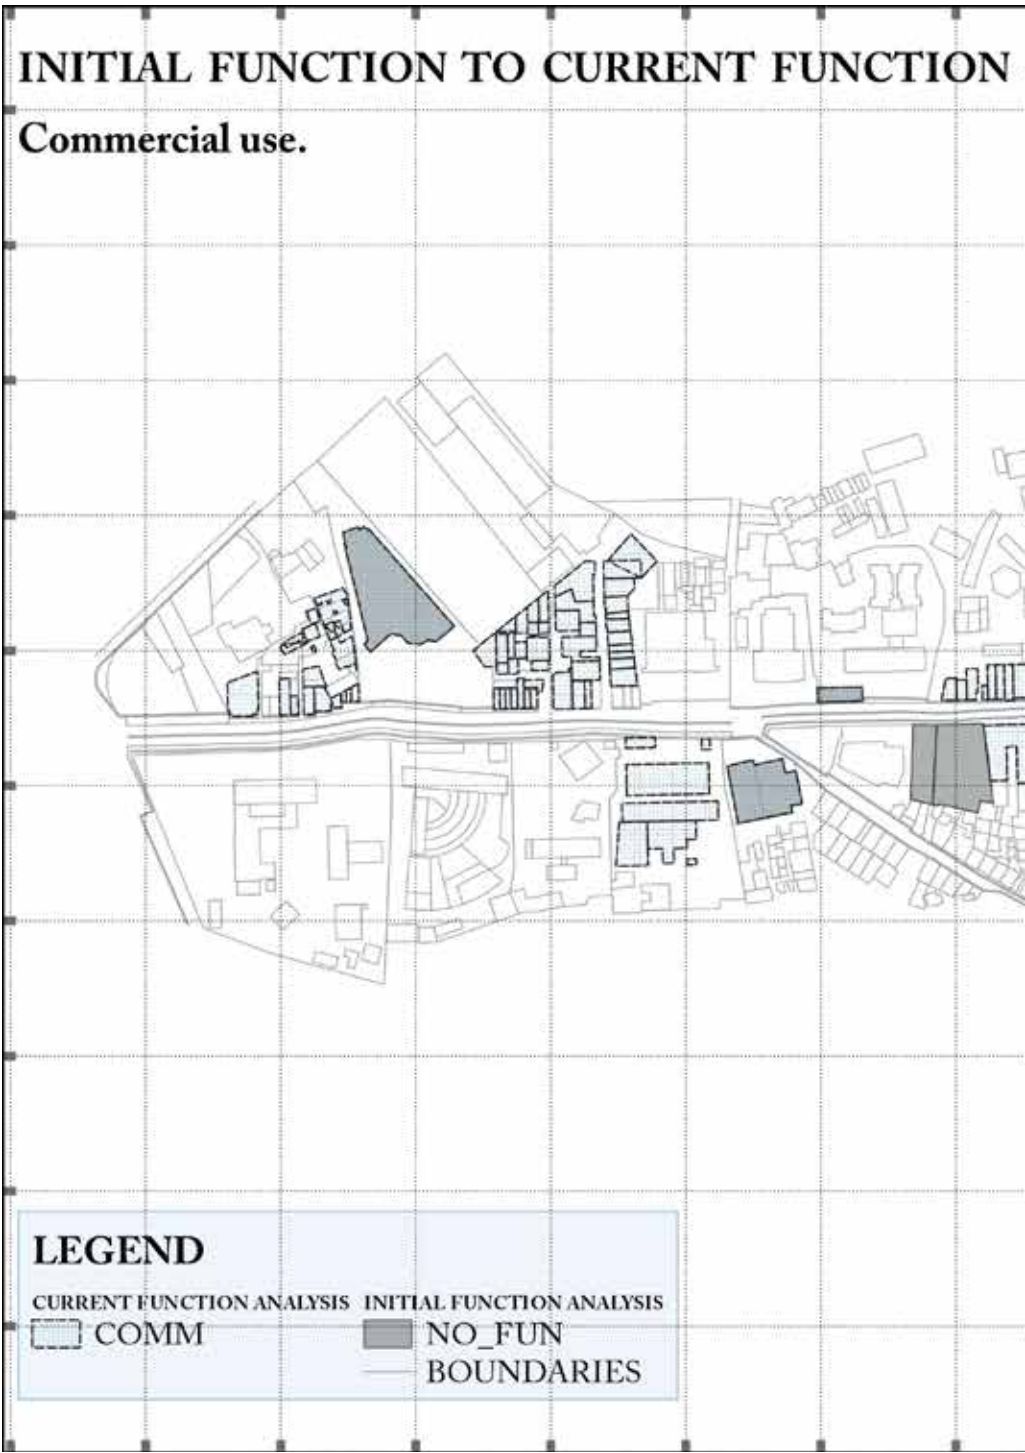 INITIAL FUNCTION TO CURRENT FUNCTION
Commercial use.
LEGEND
CURRENT FUNCTION ANALYSIS INITIAL FUNCTION ANALYSIS
COMM NO_FUN
BOUNDARIES